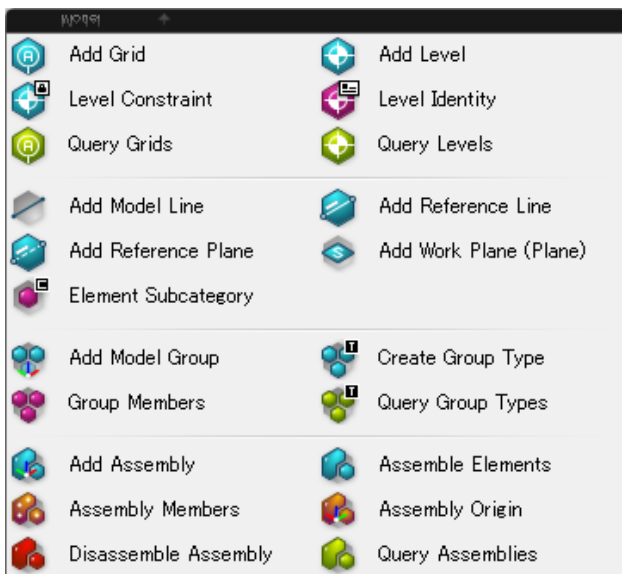 Model
Add Grid
Add Level
Level Constraint
Level Identity
Query Grids
Query Levels
Add Model Line
Add Reference Line
Add Reference Plane
Add Work Plane (Plane)
Element Subcategory
Add Model Group
Create Group Type
Group Members
Query Group Types
Add Assembly
Assemble Elements
Assembly Members
Assembly Origin
Disassemble Assembly
Query Assemblies